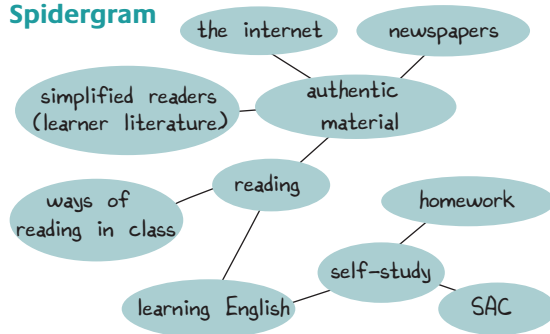 Spidergram
the internet
newspapers
simplified readers
(learner literature)
authentic
material
reading
ways of
reading in class
homework
self-study
learning English
SAC